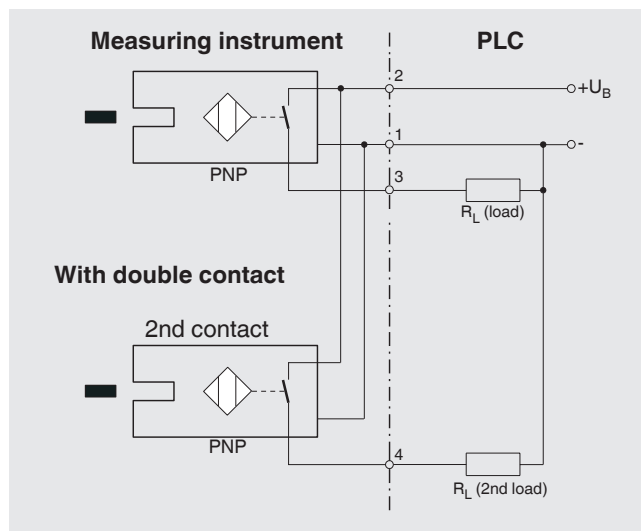 Measuring instrument
PLC
2
+UB
1
-
PNP
3
RL (load)
With double contact
2nd contact
PNP
4
RL (2nd load)